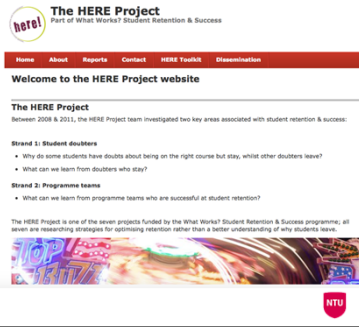 here!
The HERE Project
Part of What Works? Student Retention & Success
Home About Reports Contact HERE Toolkit Dissemination
Welcome to the HERE Project website
The HERE Project
Between 2008 & 2011, the HERE Project team investigated two key areas associated with student retention & success:
Strand 1: Student doubters
Why do some students have doubts about being on the right course but stay, whilst other doubters leave?
What can we learn from doubters who stay?
Strand 2: Programme teams
What can we learn from programme teams who are successful at student retention?
The HERE Project is one of the seven projects funded by the What Works? Student Retention & Success programme; all
seven are researching strategies for optimising retention rather than a better understanding of why students leave.
NTU